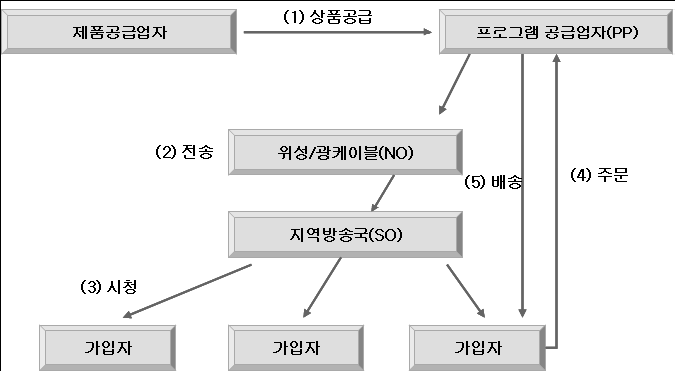 (1) 상품공급
제품공급업자
프로그램 공급업자(PP)
(2) 전송
위성/광케이블(NO)
(5) 배송
(4) 주문
지역방송국(SO)
(3) 시청
가입자
가입자
가입자